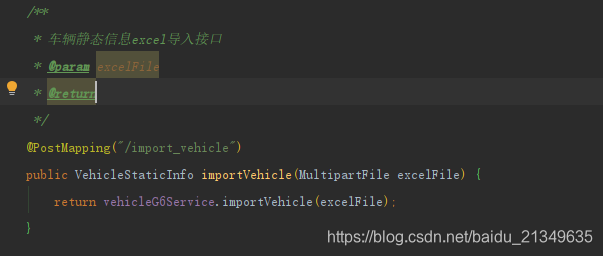 /**
* 车辆静态信息excel导入接口
* @param excelFile
* @return
*/
@PostMapping("/import_vehicle")
public VehicleStaticInfo importVehicle(MultipartFile excelFile) {
return vehicleG6Service.importVehicle(excelFile);
}
https://blog.csdn.net/baidu_21349635